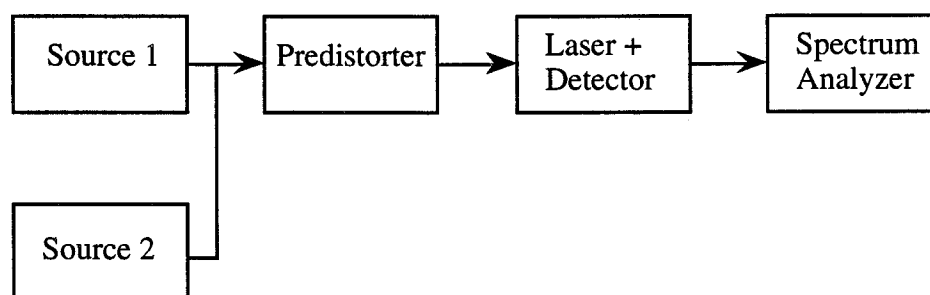 Source 1
Predistorter
Laser +
Detector
Spectrum
Analyzer
Source 2